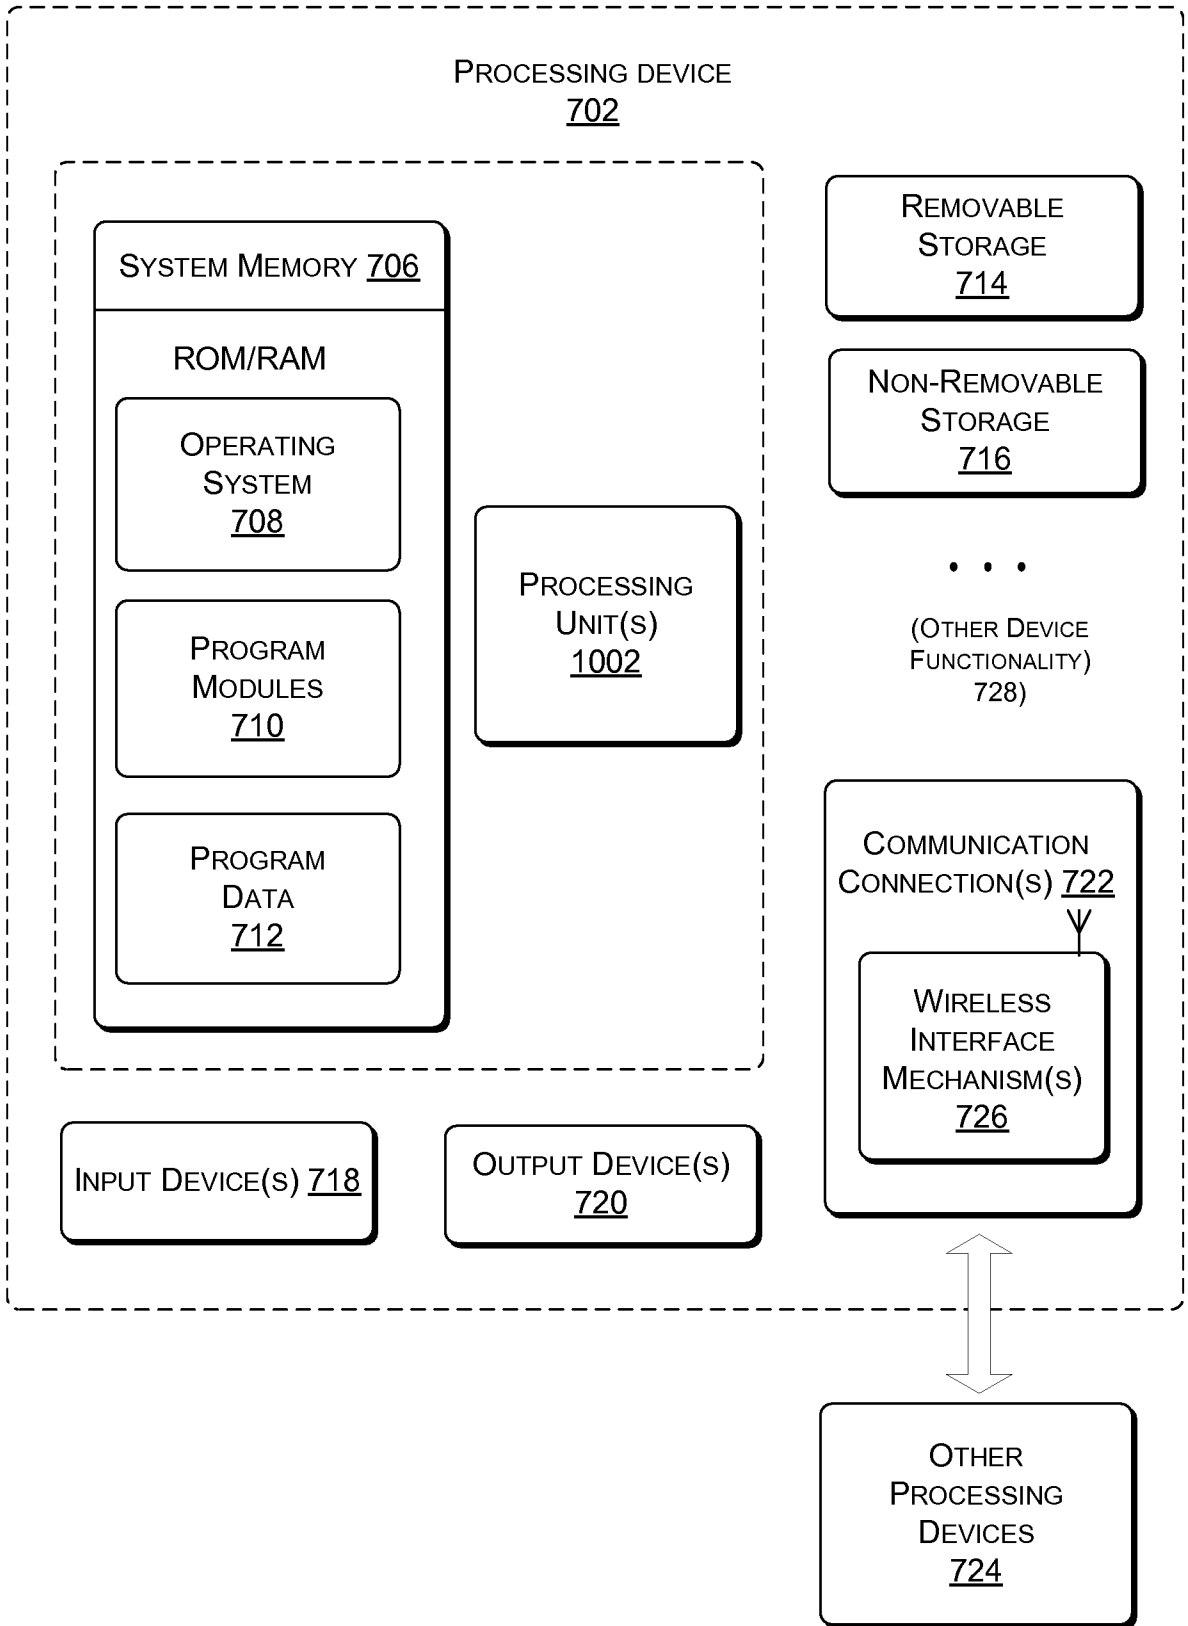 PROCESSING DEVICE
702
SYSTEM MEMORY 706
ROM/RAM
OPERATING
SYSTEM
708
PROGRAM
MODULES
710
PROGRAM
DATA
712
PROCESSING
UNIT(S)
1002
REMOVABLE
STORAGE
714
NON-REMOVABLE
STORAGE
716
• • •
(OTHER DEVICE
FUNCTIONALITY)
728)
COMMUNICATION
CONNECTION(S) 722
WIRELESS
INTERFACE
MECHANISM(S)
726
INPUT DEVICE(S) 718
OUTPUT DEVICE(S)
720
OTHER
PROCESSING
DEVICES
724